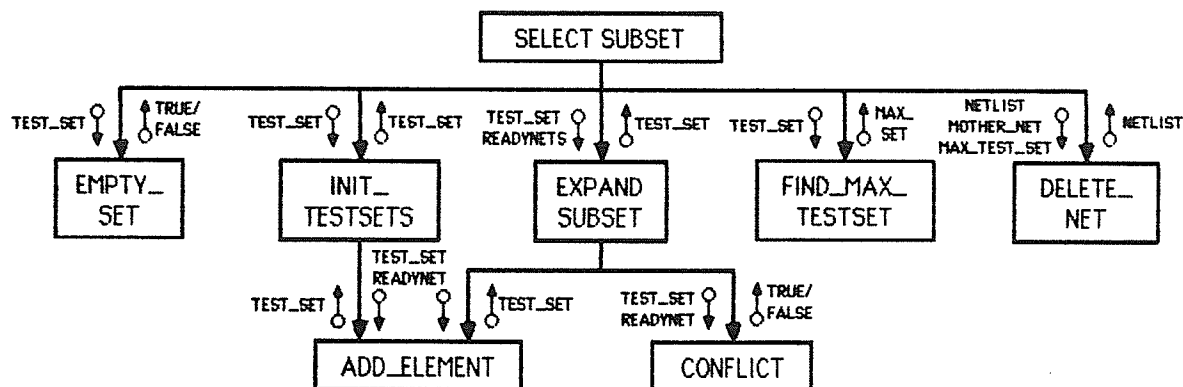 SELECT SUBSET
TEST_SET
TRUE/
FALSE
TEST_SET
TEST_SET
TEST_SET
READYNETS
TEST_SET
TEST_SET
MAX_
SET
NETLIST
MOTHER_NET
MAX_TEST_SET
NETLIST
EMPTY_
SET
INIT_
TESTSETS
EXPAND
SUBSET
FIND_MAX_
TESTSET
DELETE_
NET
TEST_SET
TEST_SET
READYNET
TEST_SET
TEST_SET
READYNET
TRUE/
FALSE
ADD_ELEMENT
CONFLICT